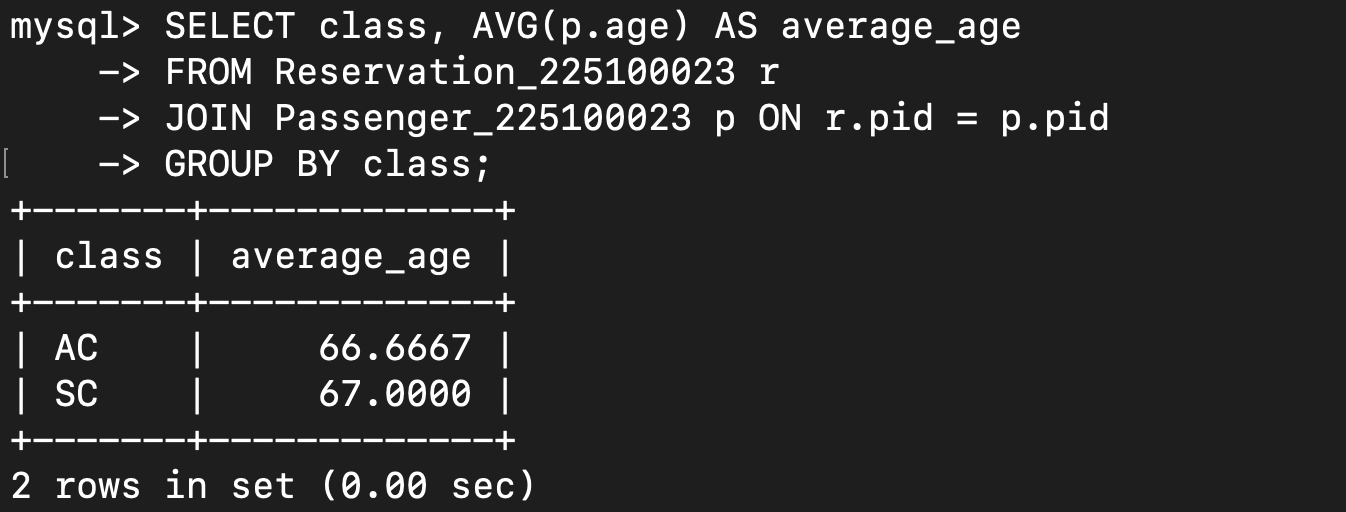 mysql> SELECT class, AVG(p.age) AS average_age
    -> FROM Reservation_225100023 r
    -> JOIN Passenger_225100023 p ON r.pid = p.pid
[    -> GROUP BY class;
+-------+-------------+
| class | average_age |
+-------+-------------+
| AC    |     66.6667 |
| SC    |     67.0000 |
+-------+-------------+
2 rows in set (0.00 sec)